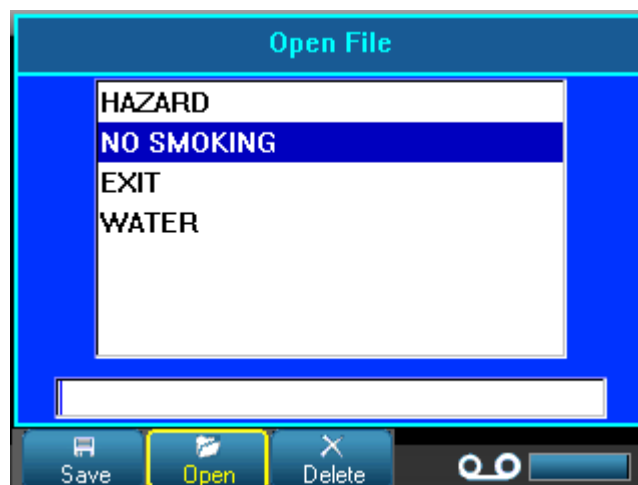 Open File
HAZARD
NO SMOKING
EXIT
WATER
Save Open Delete